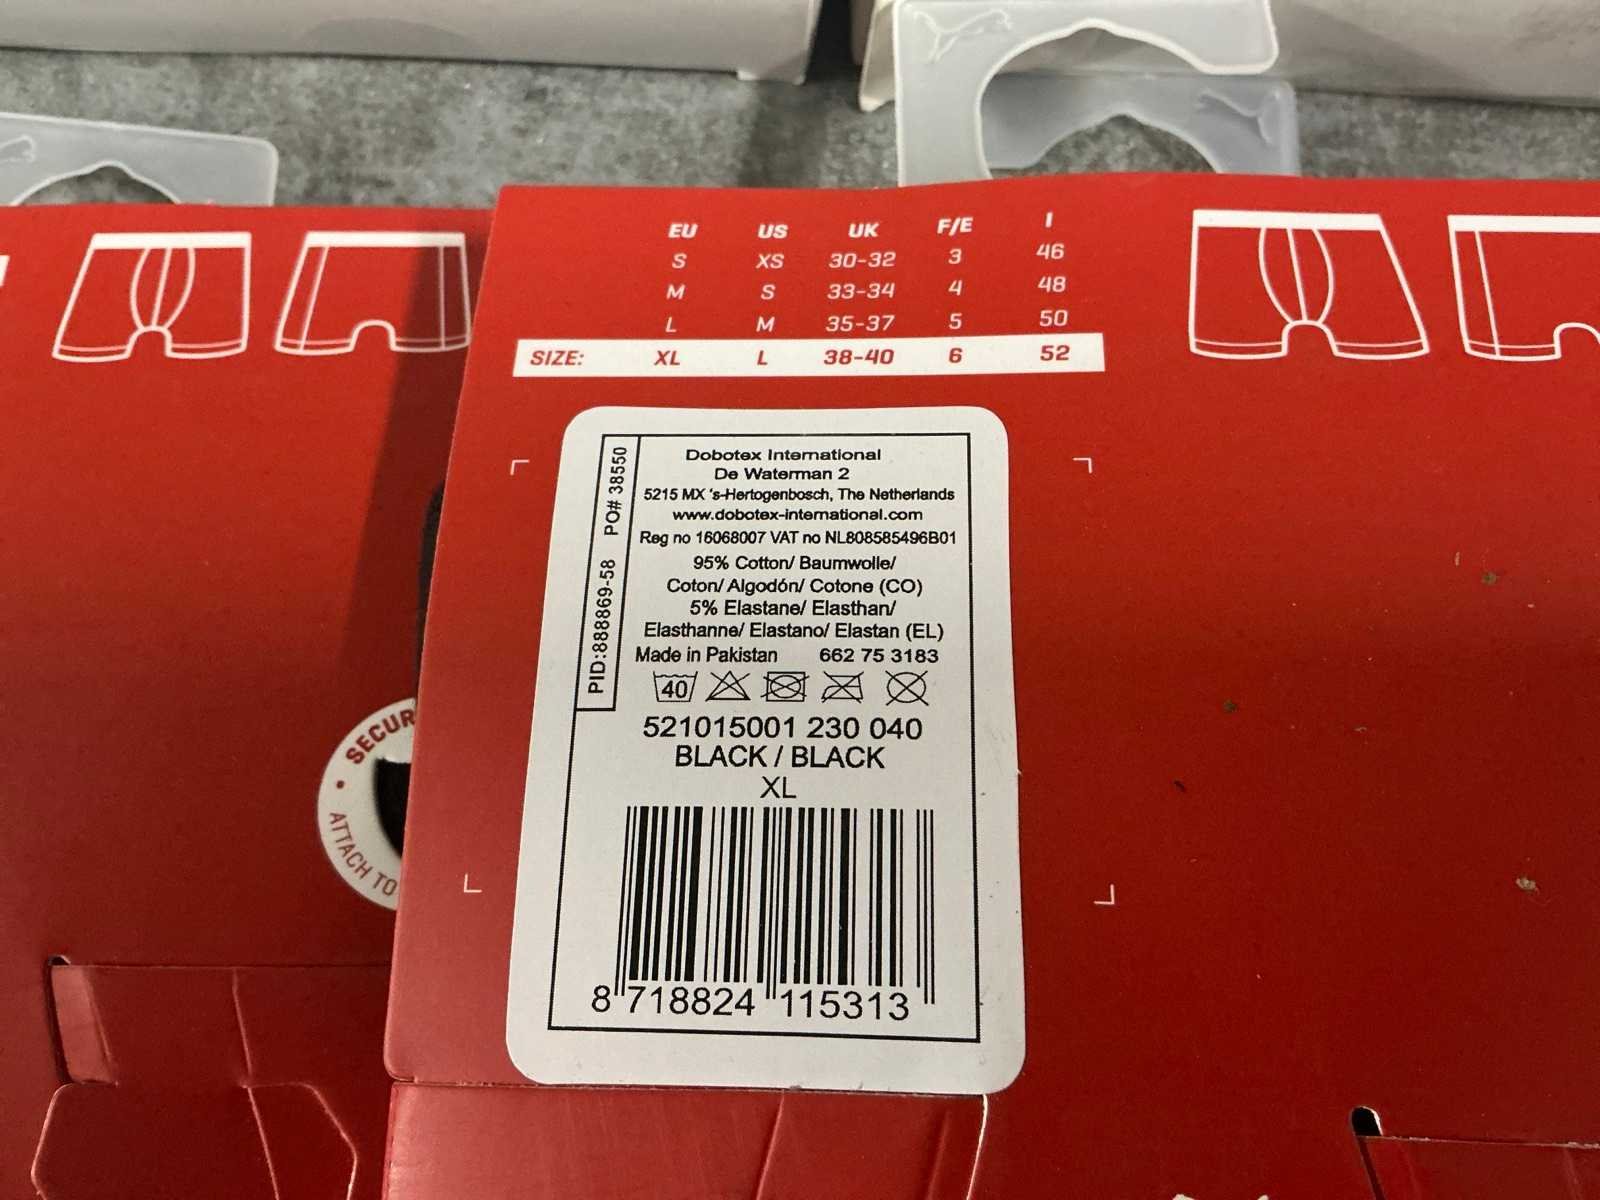 EU US UK F/E I
S XS 30-32 3 46
M S 33-34 4 48
L M 35-37 5 50
SIZE: XL L 38-40 6 52
PID:888869-58 PO# 38550
Dobotex International
De Waterman 2
5215 MX 's-Hertogenbosch, The Netherlands
www.dobotex-international.com
Reg no 16068007 VAT no NL808585496B01
95% Cotton/ Baumwolle/
Coton/ Algodón/ Cotone (CO)
5% Elastane/ Elasthan/
Elasthanne/ Elastano/ Elastan (EL)
Made in Pakistan 662 75 3183
40
521015001 230 040
BLACK / BLACK
XL
8 718824 115313
• SECUR
ATTACH TO